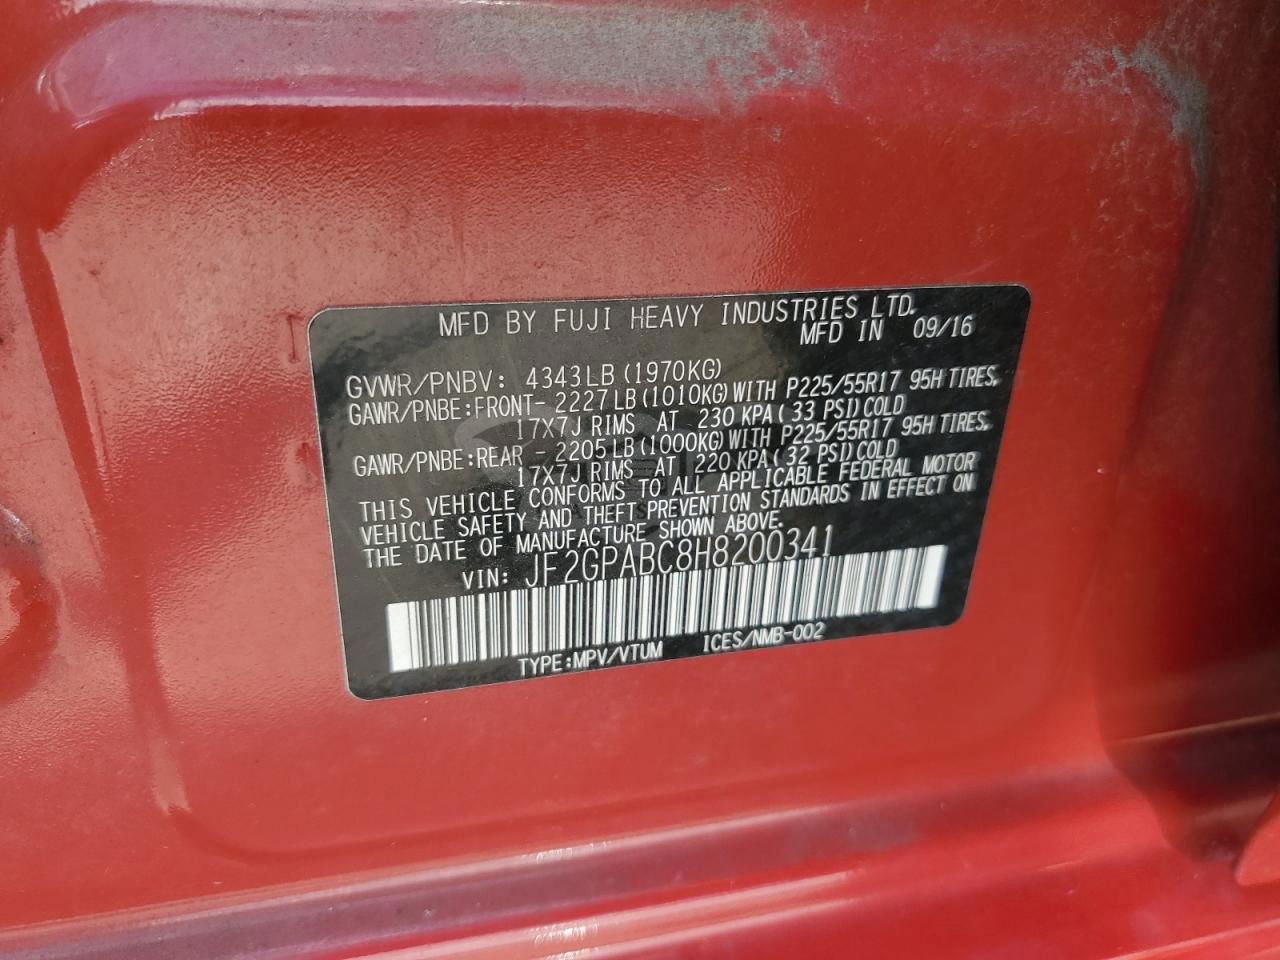 MFD BY FUJI HEAVY INDUSTRIES LTD.
MFD IN 09/16
GVWR/PNBV: 4343LB (1970KG)
GAWR/PNBE:FRONT- 2227LB (1010KG) WITH P225/55R17 95H TIRES,
17X7J RIMS AT 230 KPA (33 PSI) COLD
GAWR/PNBE:REAR - 2205LB (1000KG) WITH P225/55R17 95H TIRES,
17X7J RIMS AT 220 KPA (32 PSI) COLD
THIS VEHICLE CONFORMS TO ALL APPLICABLE FEDERAL MOTOR
VEHICLE SAFETY AND THEFT PREVENTION STANDARDS IN EFFECT ON
THE DATE OF MANUFACTURE SHOWN ABOVE.
VIN: JF2GPABC8H8200341
TYPE:MPV/VTUM ICES/NMB-002